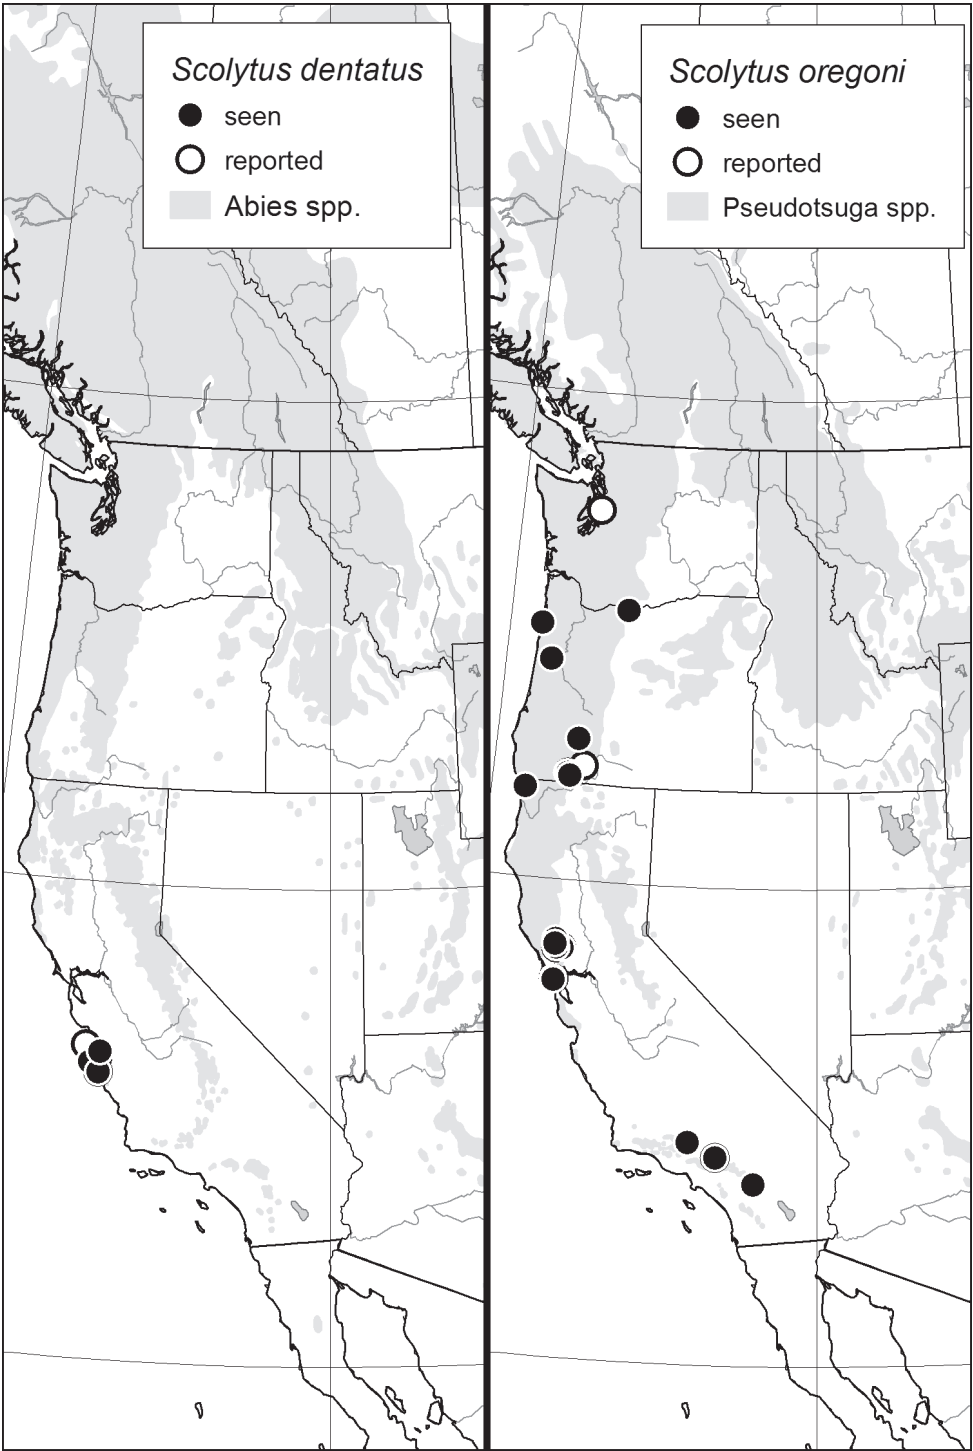 Scolytus dentatus
seen
reported
Abies spp.
Scolytus oregoni
seen
reported
Pseudotsuga spp.